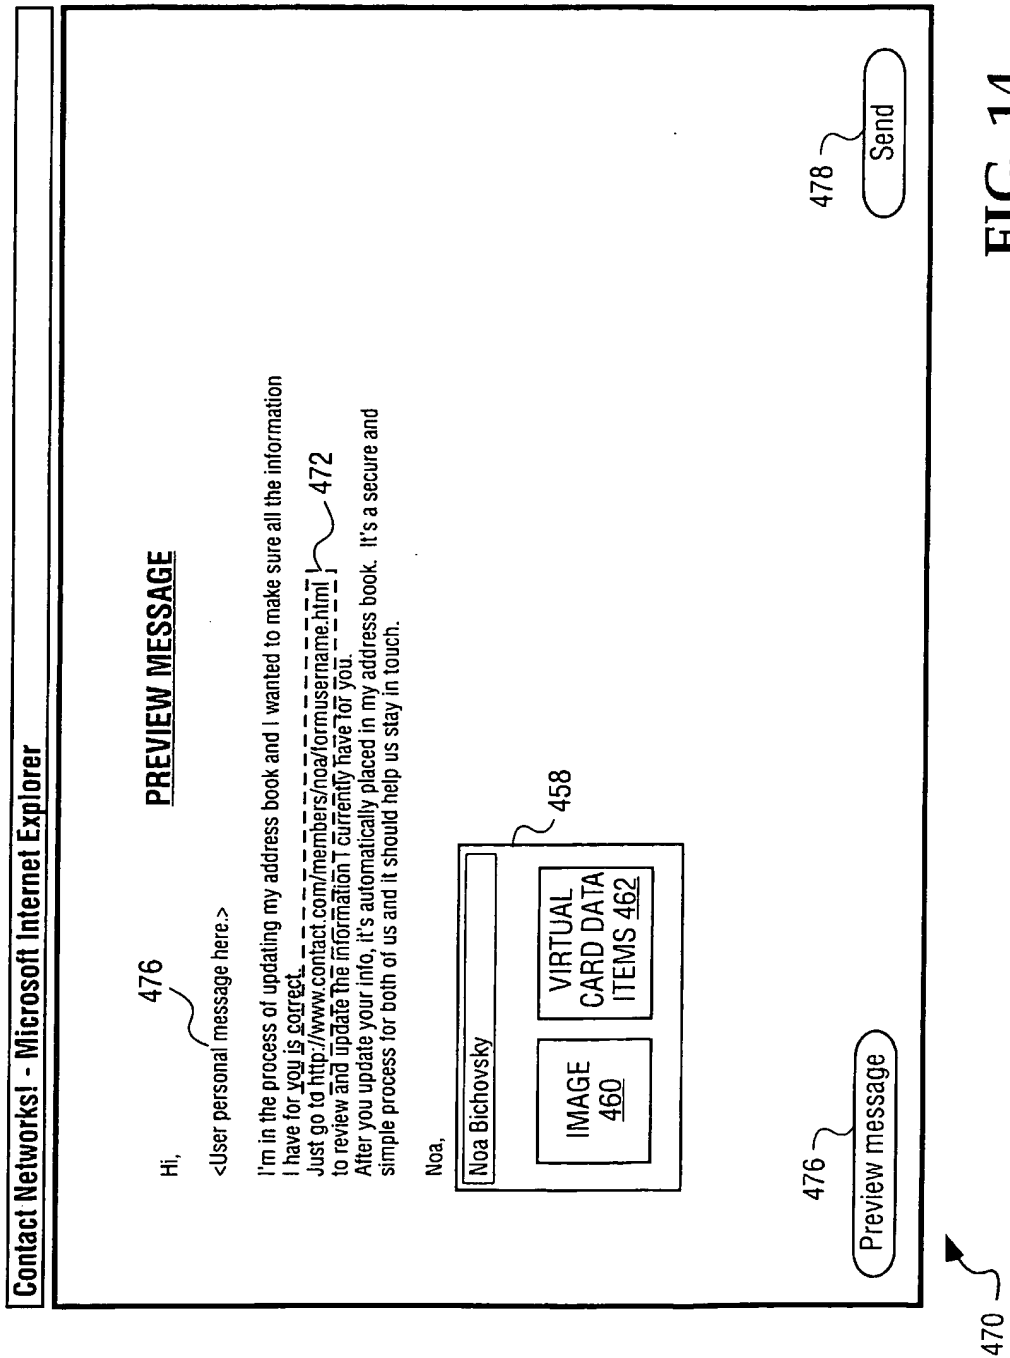 Contact Networks! - Microsoft Internet Explorer
PREVIEW MESSAGE
Hi,
476
<User personal message here.>
I'm in the process of updating my address book and I wanted to make sure all the information
I have for you is correct.
Just go to http://www.contact.com/members/noa/formusername.html
472
to review and update the information I currently have for you.
After you update your info, it's automatically placed in my address book. It's a secure and
simple process for both of us and it should help us stay in touch.
Noa,
458
Noa Bichovsky
IMAGE
460
VIRTUAL
CARD DATA
ITEMS 462
476
Preview message
478
Send
470
FIG. 14